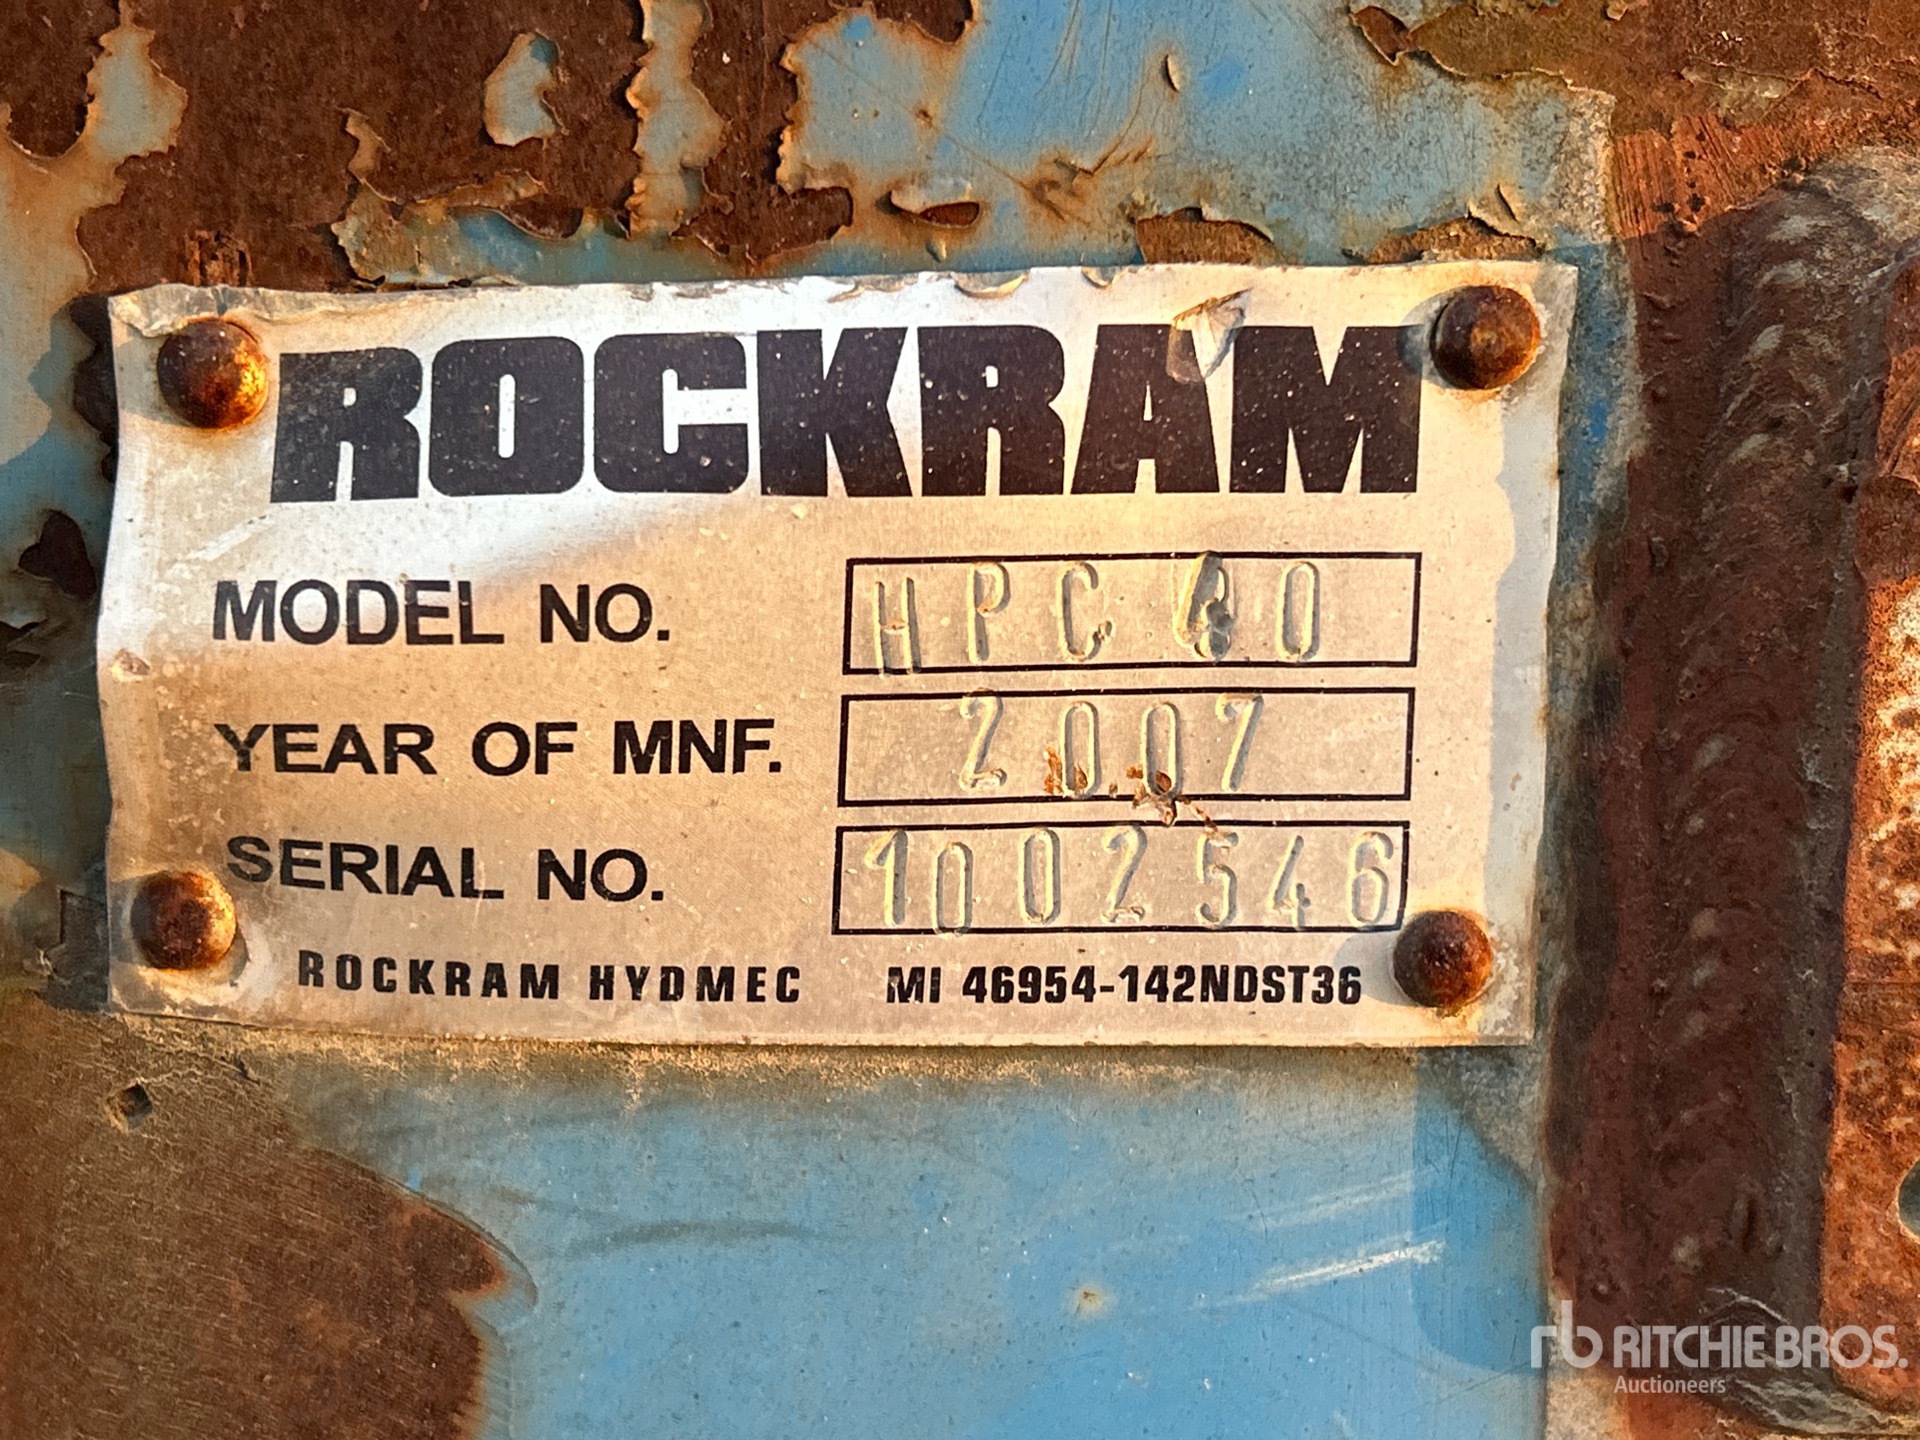 ROCKRAM
MODEL NO. HPC 40
YEAR OF MNF. 2007
SERIAL NO. 1002546
ROCKRAM HYDMEC MI 46954-142NDST36
rb RITCHIE BROS.
Auctioneers